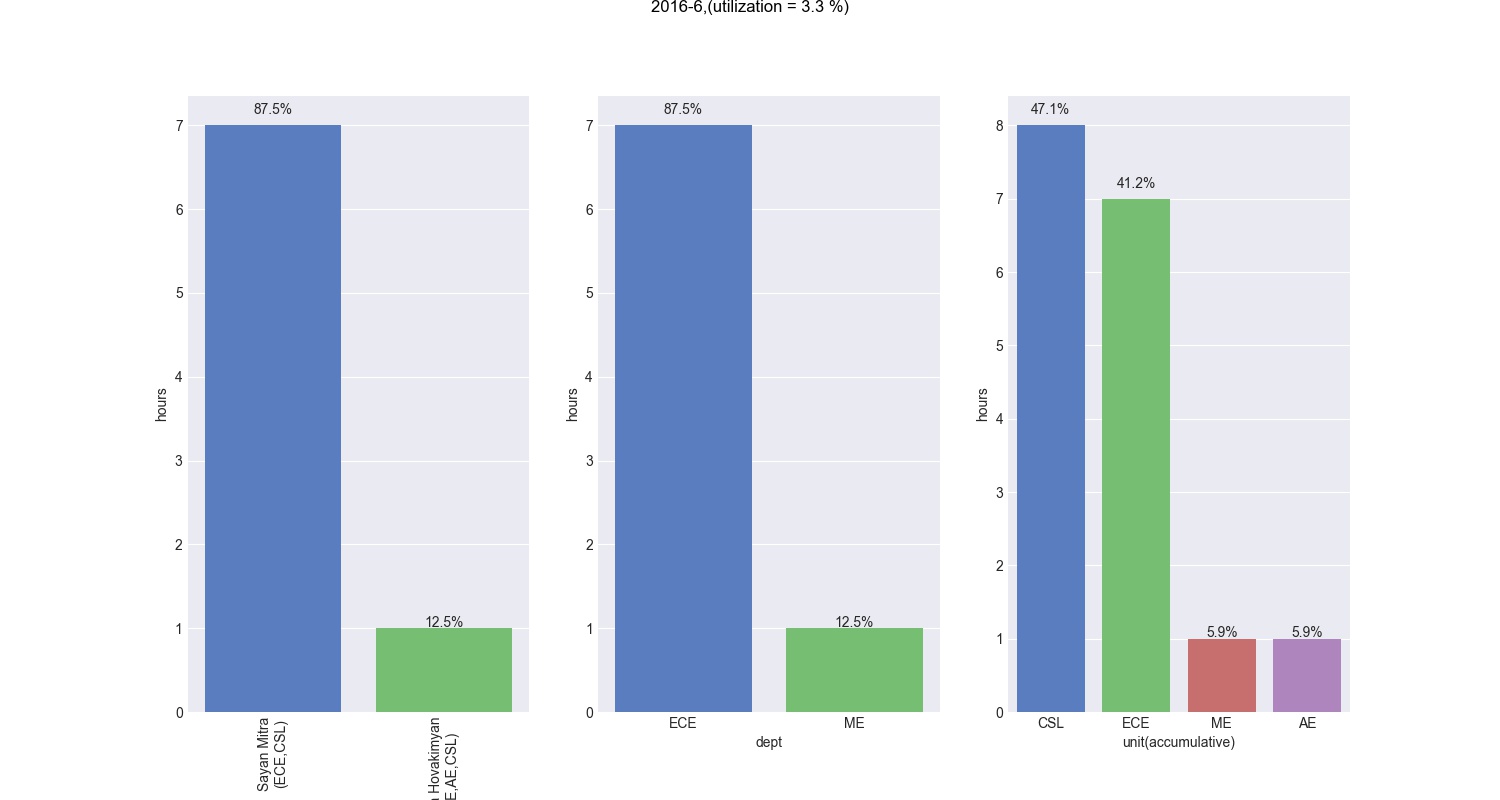 2016-6,(utilization = 3.3 %)
87.5%
12.5%
7
6
5
4
3
2
1
0
hours
Sayan Mitra
(ECE,CSL)
Hovakimyan
E,AE,CSL)
87.5%
12.5%
7
6
5
4
3
2
1
0
hours
ECE ME
dept
47.1%
41.2%
5.9%
5.9%
8
7
6
5
4
3
2
1
0
hours
CSL ECE ME AE
unit(accumulative)